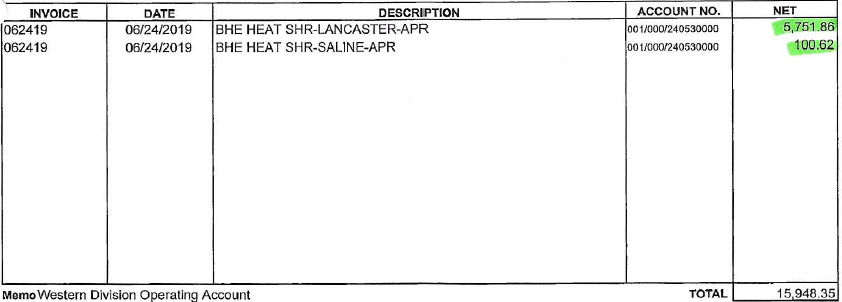 INVOICE DATE DESCRIPTION ACCOUNT NO. NET
062419 06/24/2019 BHE HEAT SHR-LANCASTER-APR 001/000/240530000 5,751.86
062419 06/24/2019 BHE HEAT SHR-SALINE-APR 001/000/240530000 100.62
Memo Western Division Operating Account TOTAL 15,948.35